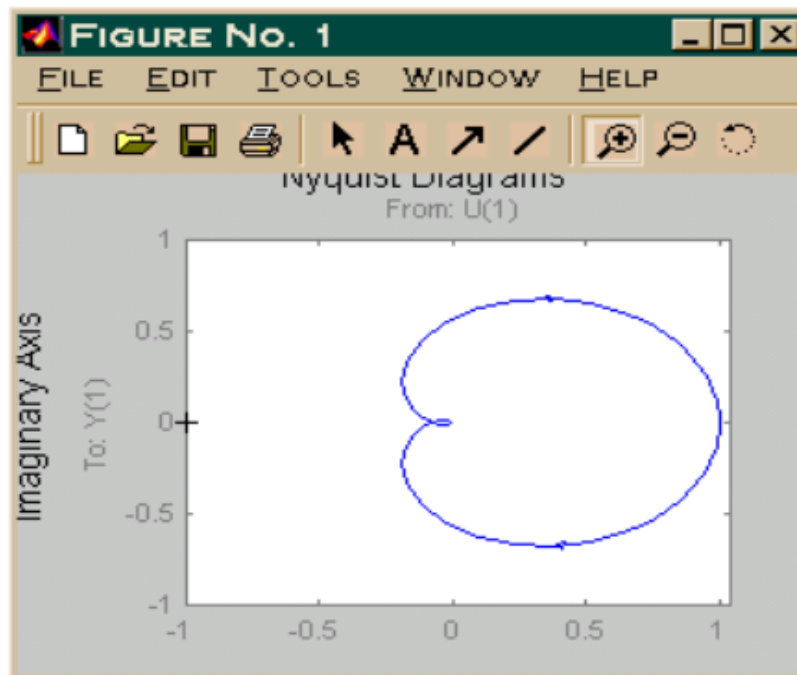 Figure No. 1
File Edit Tools Window Help
A
Nyquist Diagrams
From: U(1)
Imaginary Axis
To: Y(1)
1
0.5
0
-0.5
-1
-1 -0.5 0 0.5 1